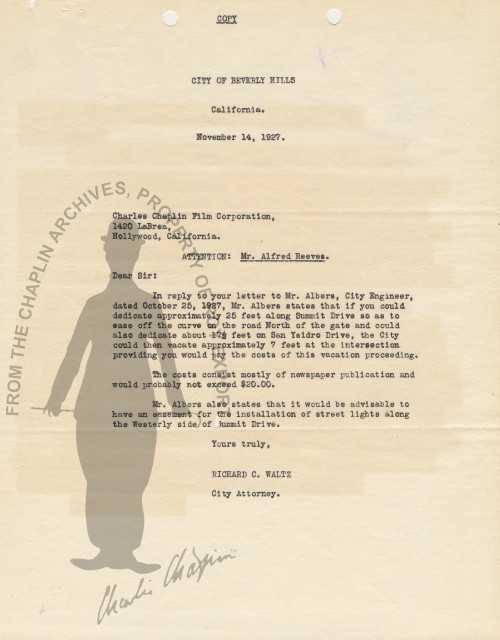 COPY
CITY OF BEVERLY HILLS
California.
November 14, 1927.
Charles Chaplin Film Corporation,
1420 LaBrea,
Hollywood, California.
ATTENTION: Mr. Alfred Reeves.
Dear Sir:
In reply to your letter to Mr. Albers, City Engineer,
dated October 25, 1927, Mr. Albers states that if you could
dedicate approximately 25 feet along Summit Drive so as to
ease off the curve on the road North of the gate and could
also dedicate about 17½ feet on San Ysidro Drive, the City
could then vacate approximately 7 feet at the intersection
providing you would pay the costs of this vacation proceeding.
The costs consist mostly of newspaper publication and
would probably not exceed $20.00.
Mr. Albers also states that it would be advisable to
have an easement for the installation of street lights along
the Westerly side of Summit Drive.
Yours truly,
RICHARD C. WALTZ
City Attorney.
FROM THE CHAPLIN ARCHIVES, PROPERTY OF
Charlie Chaplin